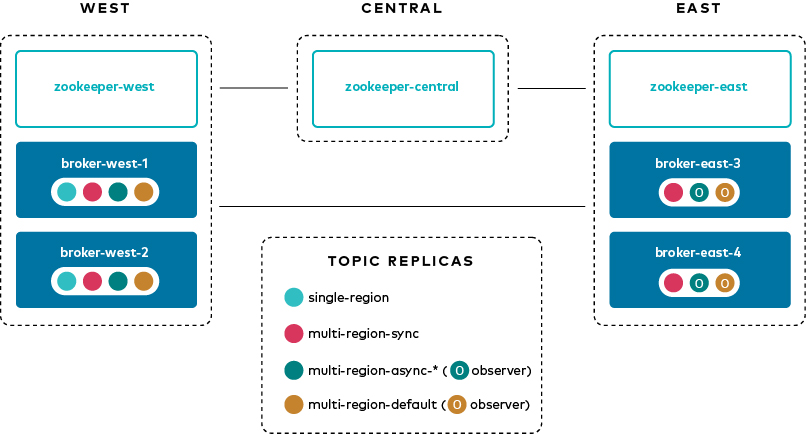 WEST
CENTRAL
EAST
zookeeper-west
zookeeper-central
zookeeper-east
broker-west-1
broker-east-3
O O
broker-west-2
broker-east-4
O O
TOPIC REPLICAS
single-region
multi-region-sync
multi-region-async-* ( O observer)
multi-region-default ( O observer)